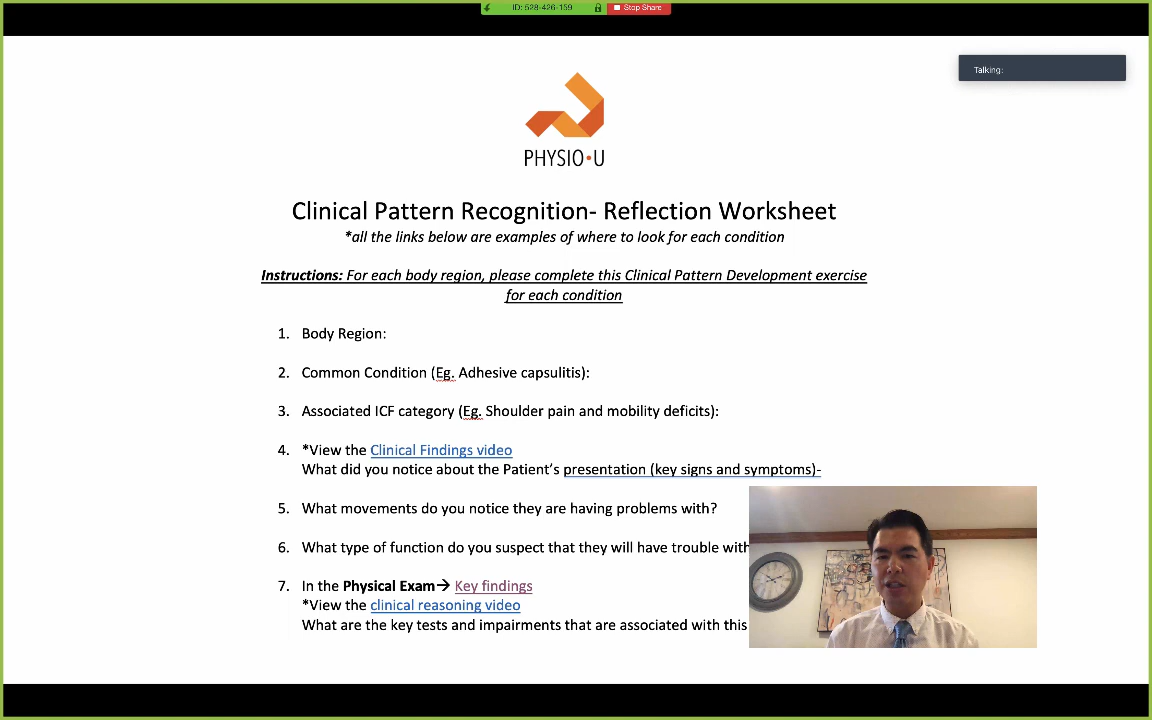 ID: 528-426-159
Stop Share
Talking:
PHYSIO•U
Clinical Pattern Recognition- Reflection Worksheet
*all the links below are examples of where to look for each condition
Instructions: For each body region, please complete this Clinical Pattern Development exercise
for each condition
1. Body Region:
2. Common Condition (Eg. Adhesive capsulitis):
3. Associated ICF category (Eg. Shoulder pain and mobility deficits):
4. *View the Clinical Findings video
What did you notice about the Patient's presentation (key signs and symptoms)-
5. What movements do you notice they are having problems with?
6. What type of function do you suspect that they will have trouble with
7. In the Physical Exam→ Key findings
*View the clinical reasoning video
What are the key tests and impairments that are associated with this